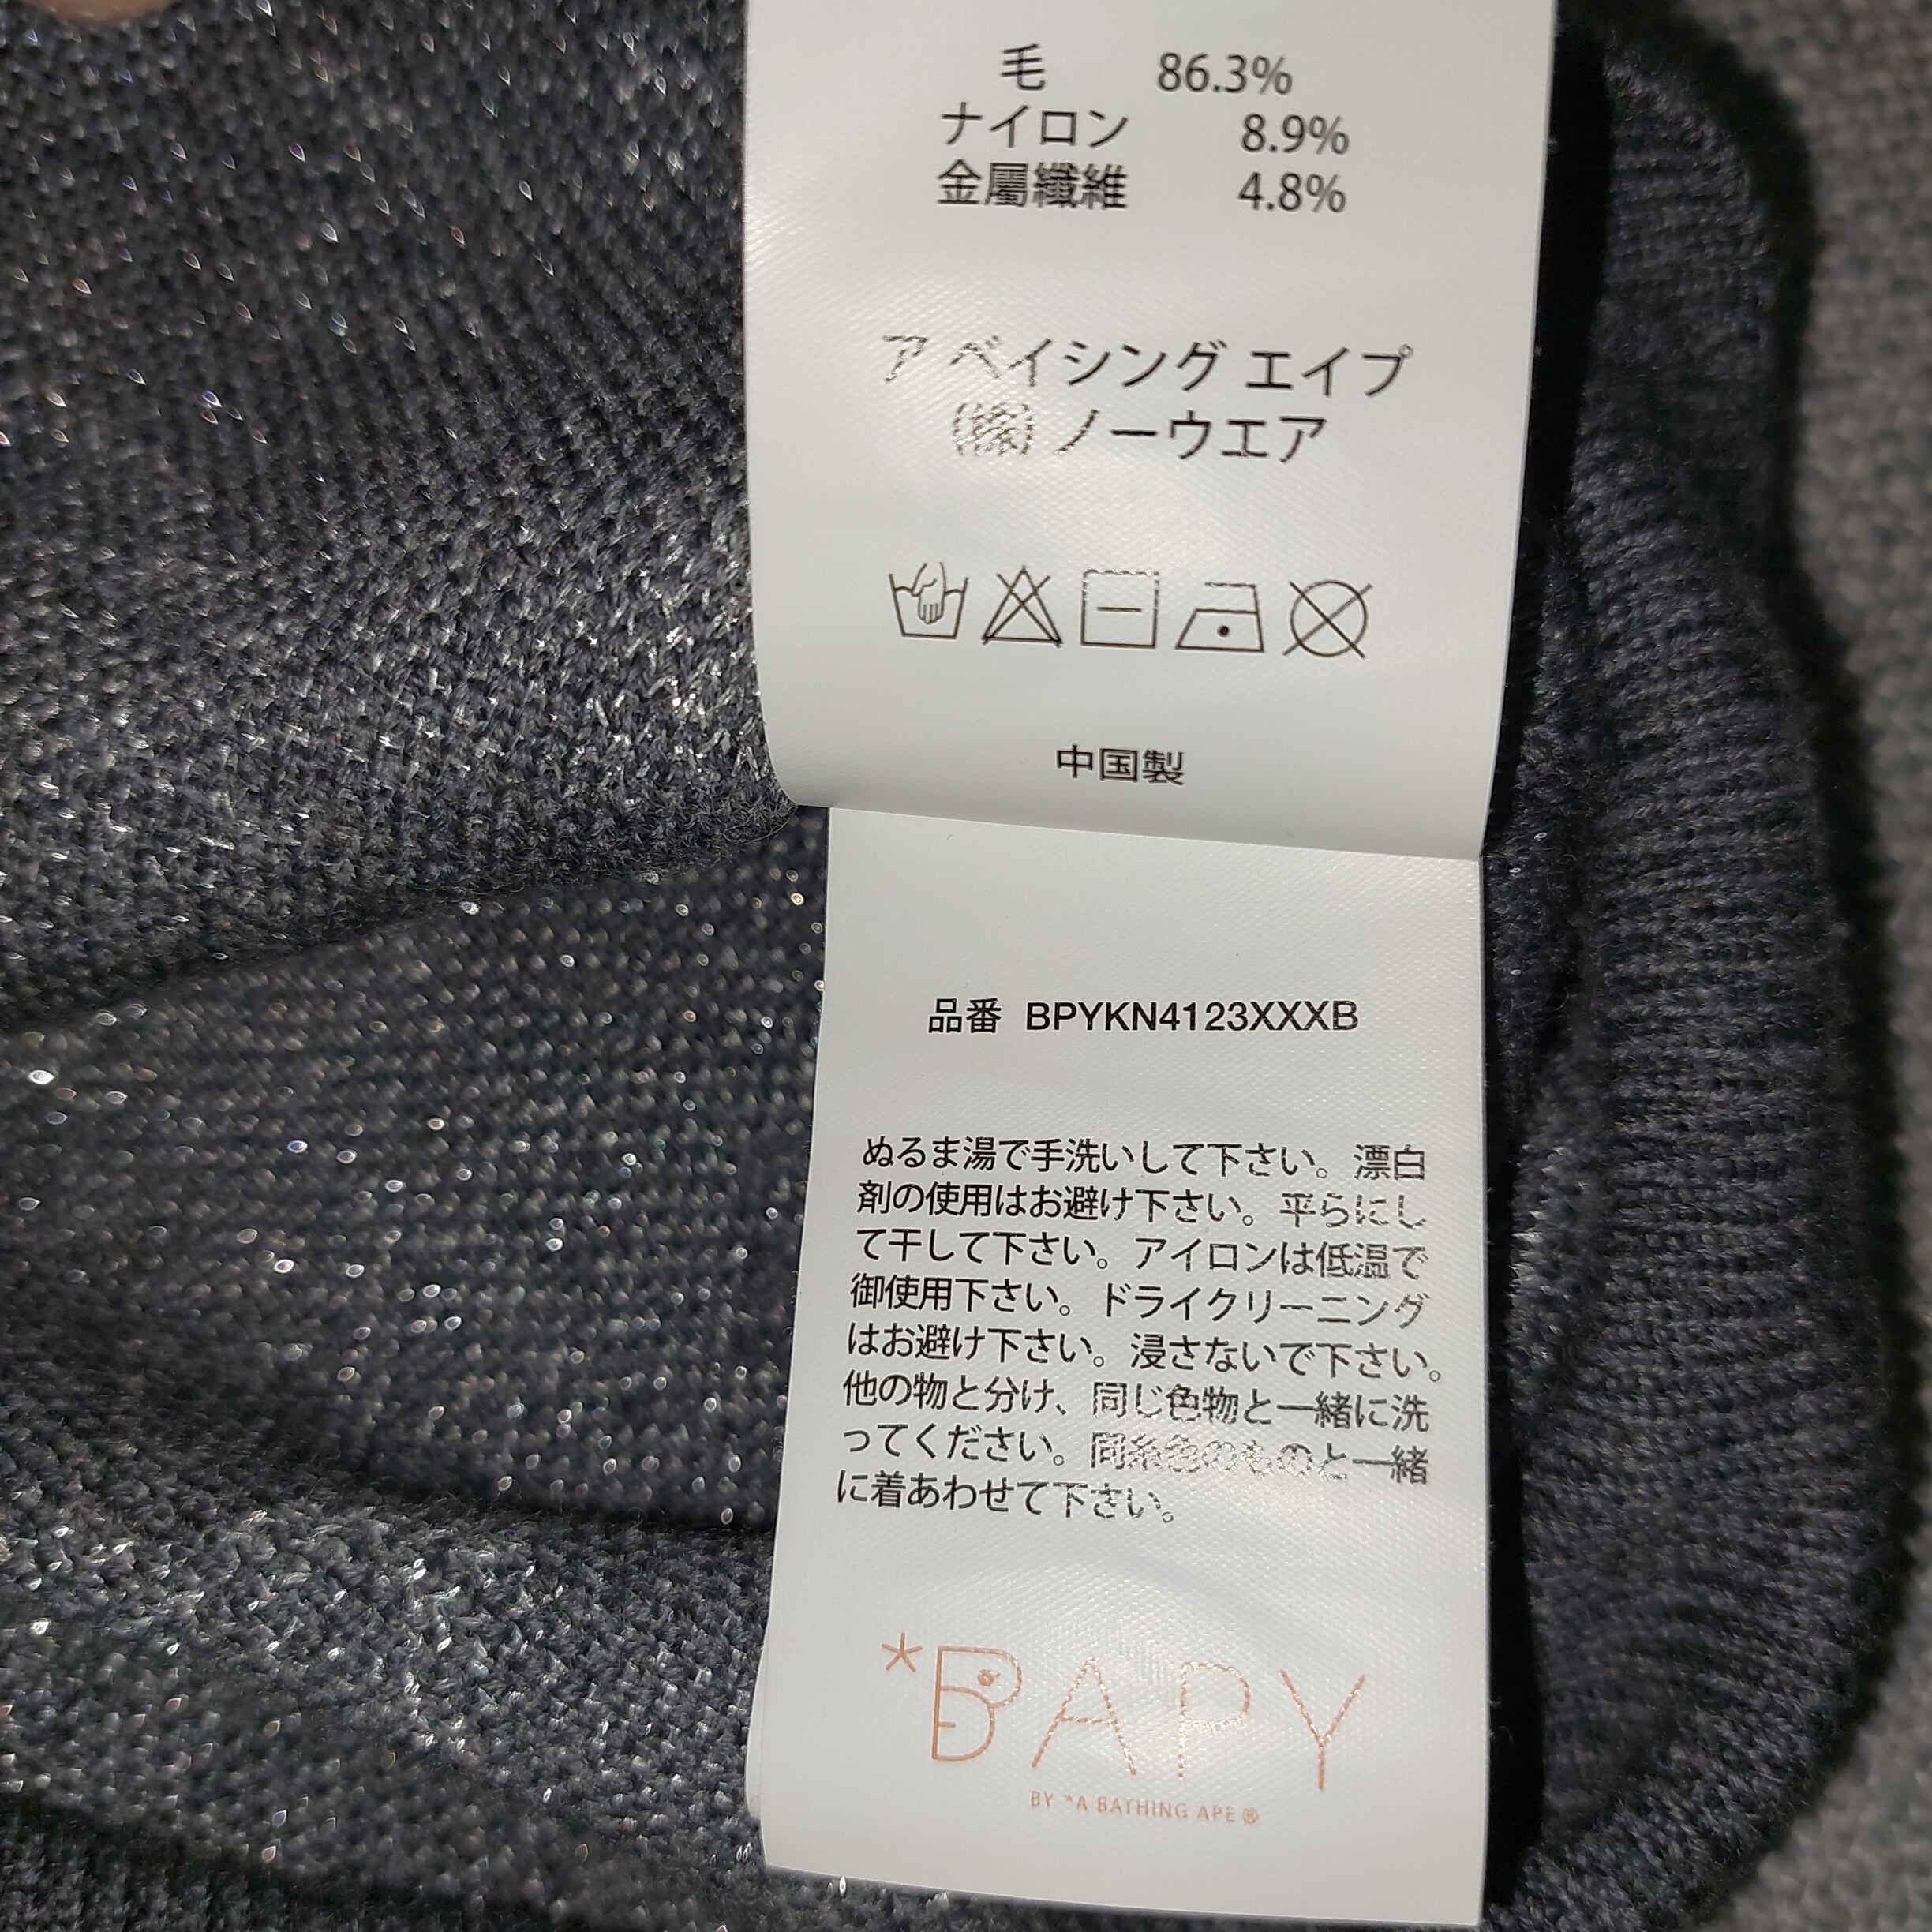 毛 86.3%
ナイロン 8.9%
金屬纖維 4.8%
ア ベイシング エイプ
(株) ノーウエア
中国製
品番 BPYKN4123XXXB
ぬるま湯で手洗いして下さい。漂白
剤の使用はお避け下さい。平らにし
て干して下さい。アイロンは低温で
御使用下さい。ドライクリーニング
はお避け下さい。浸さないで下さい。
他の物と分け、同じ色物と一緒に洗
ってください。同糸色のものと一緒
に着あわせて下さい。
*BAPY
BY *A BATHING APE®